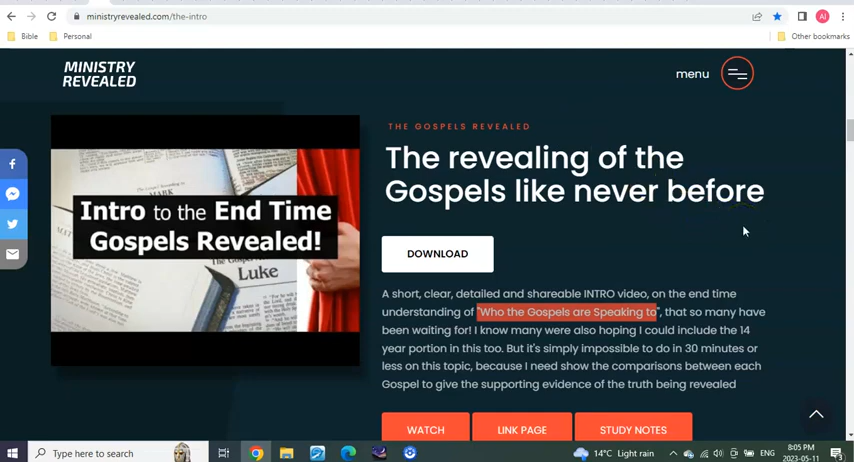 ministryrevealed.com/the-intro
Bible
Personal
Other bookmarks
MINISTRY
REVEALED
menu
THE GOSPELS REVEALED
The revealing of the
Gospels like never before
MARK
Intro to the End Time
Gospels Revealed!
Luke
DOWNLOAD
A short, clear, detailed and shareable INTRO video, on the end time
understanding of "Who the Gospels are Speaking to", that so many have
been waiting for! I know many were also hoping I could include the 14
year portion in this too. But it's simply impossible to do in 30 minutes or
less on this topic, because I need show the comparisons between each
Gospel to give the supporting evidence of the truth being revealed
WATCH
LINK PAGE
STUDY NOTES
Type here to search
14°C Light rain
ENG
8:05 PM
2023-05-11